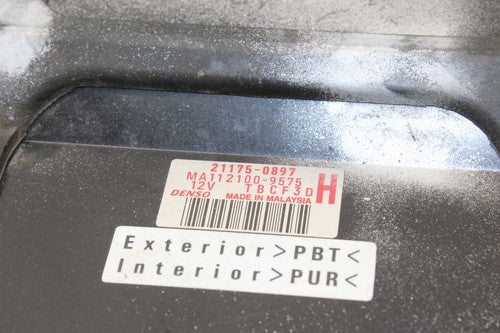 21175-0897
MA112100-9575 H
12V TBCF3D
DENSO MADE IN MALAYSIA
Exterior>PBT<
Interior>PUR<